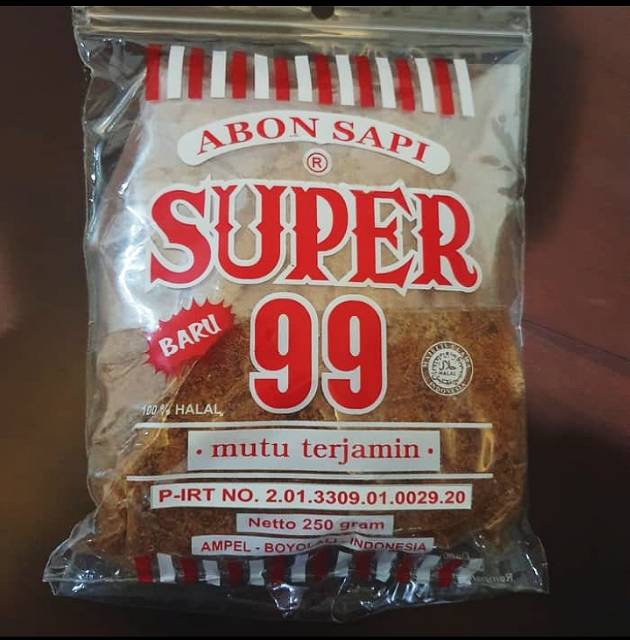 ABON SAPI
®
SUPER
99
BARU
HALAL
100 % HALAL
· mutu terjamin ·
P-IRT NO. 2.01.3309.01.0029.20
Netto 250 gram
AMPEL - BOYOLALI - INDONESIA